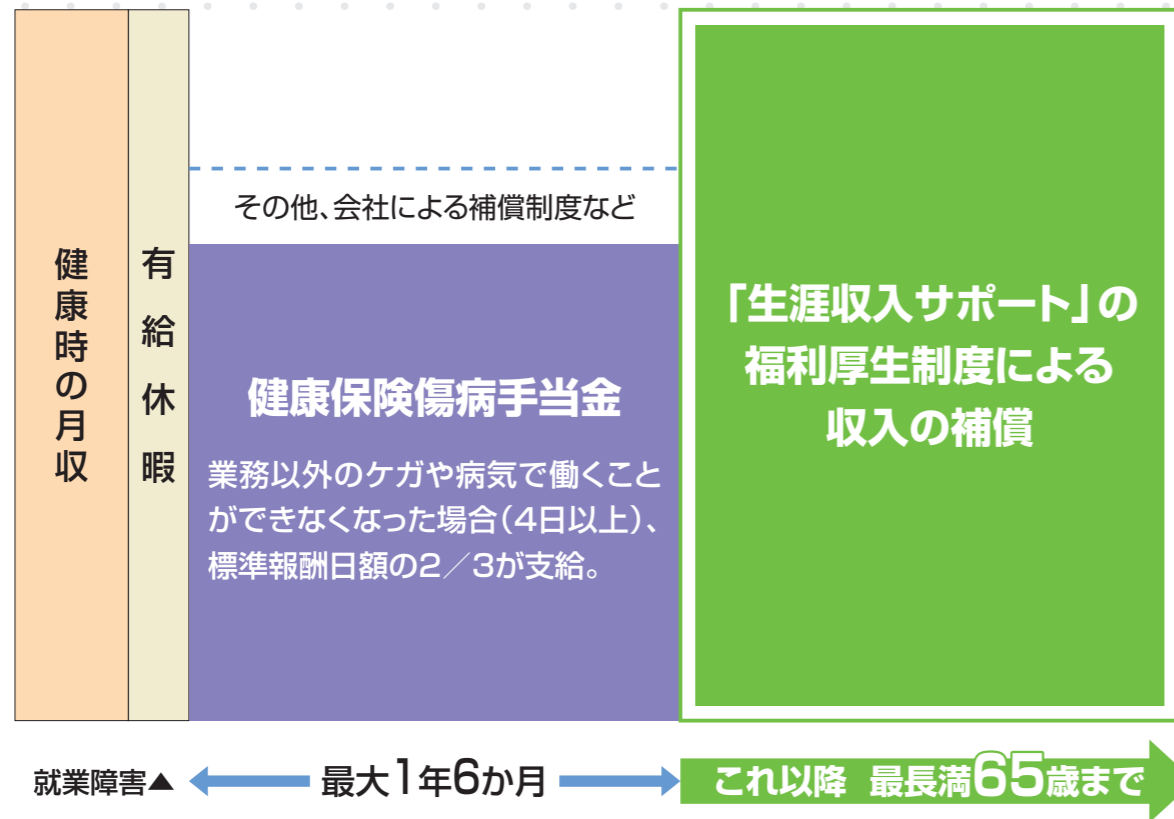 健康時の月収
有給休暇
その他、会社による補償制度など
健康保険傷病手当金
業務以外のケガや病気で働くこと
ができなくなった場合(4日以上)、
標準報酬日額の2／3が支給。
「生涯収入サポート」の
福利厚生制度による
収入の補償
就業障害▲
最大1年6か月
これ以降 最長満65歳まで